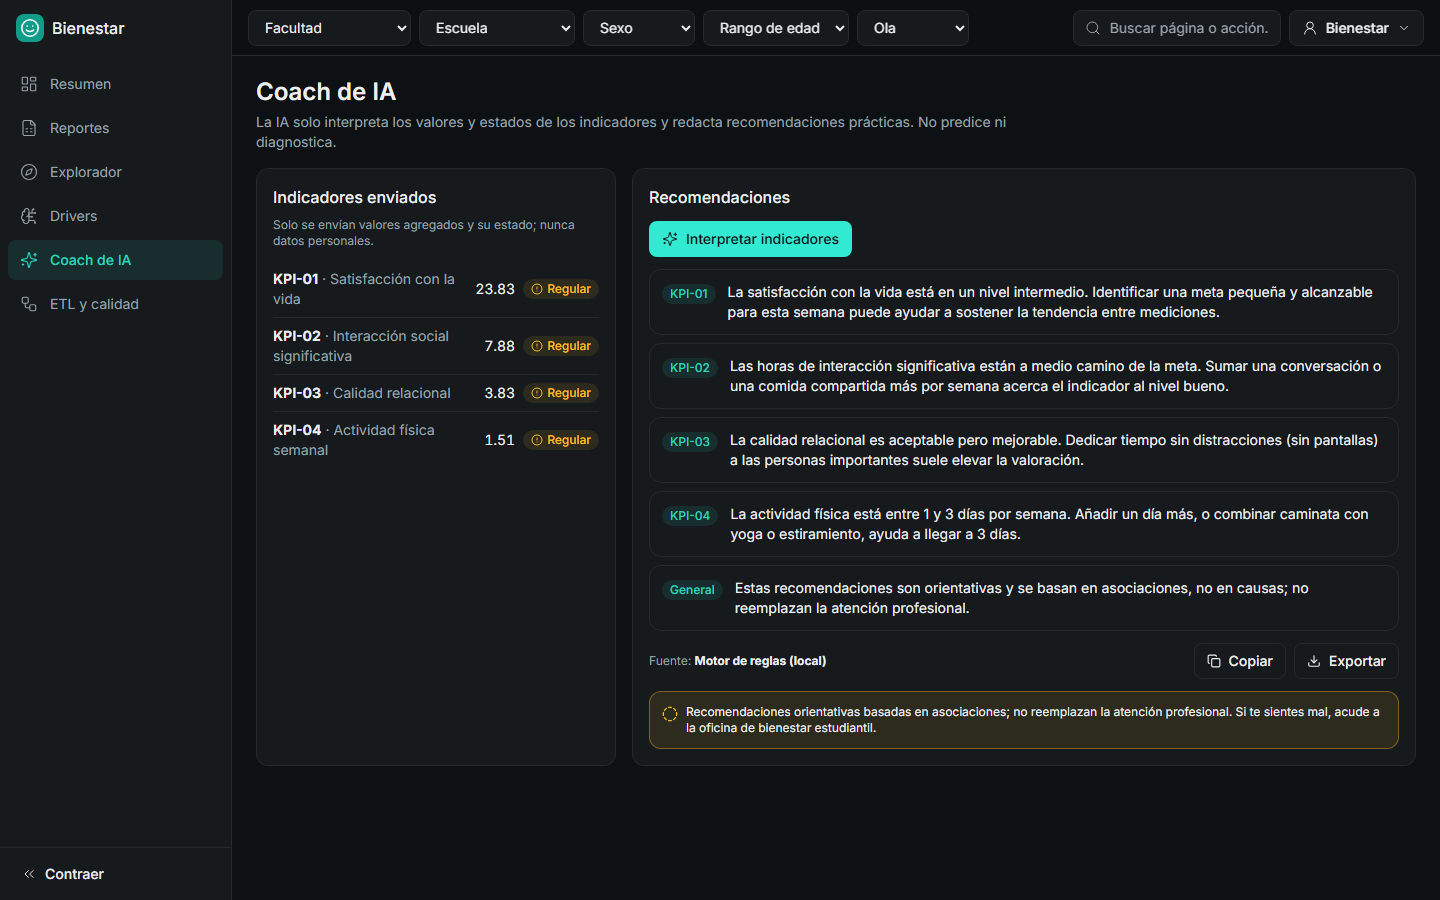 Bienestar
Facultad
Escuela
Sexo
Rango de edad
Ola
Buscar página o acción.
Bienestar
Resumen
Reportes
Explorador
Drivers
Coach de IA
ETL y calidad
Contraer
Coach de IA
La IA solo interpreta los valores y estados de los indicadores y redacta recomendaciones prácticas. No predice ni
diagnostica.
Indicadores enviados
Solo se envían valores agregados y su estado; nunca
datos personales.
KPI-01 · Satisfacción con la
vida
23.83
Regular
KPI-02 · Interacción social
significativa
7.88
Regular
KPI-03 · Calidad relacional
3.83
Regular
KPI-04 · Actividad física
semanal
1.51
Regular
Recomendaciones
Interpretar indicadores
KPI-01
La satisfacción con la vida está en un nivel intermedio. Identificar una meta pequeña y alcanzable
para esta semana puede ayudar a sostener la tendencia entre mediciones.
KPI-02
Las horas de interacción significativa están a medio camino de la meta. Sumar una conversación o
una comida compartida más por semana acerca el indicador al nivel bueno.
KPI-03
La calidad relacional es aceptable pero mejorable. Dedicar tiempo sin distracciones (sin pantallas)
a las personas importantes suele elevar la valoración.
KPI-04
La actividad física está entre 1 y 3 días por semana. Añadir un día más, o combinar caminata con
yoga o estiramiento, ayuda a llegar a 3 días.
General
Estas recomendaciones son orientativas y se basan en asociaciones, no en causas; no
reemplazan la atención profesional.
Fuente: Motor de reglas (local)
Copiar
Exportar
Recomendaciones orientativas basadas en asociaciones; no reemplazan la atención profesional. Si te sientes mal, acude a
la oficina de bienestar estudiantil.